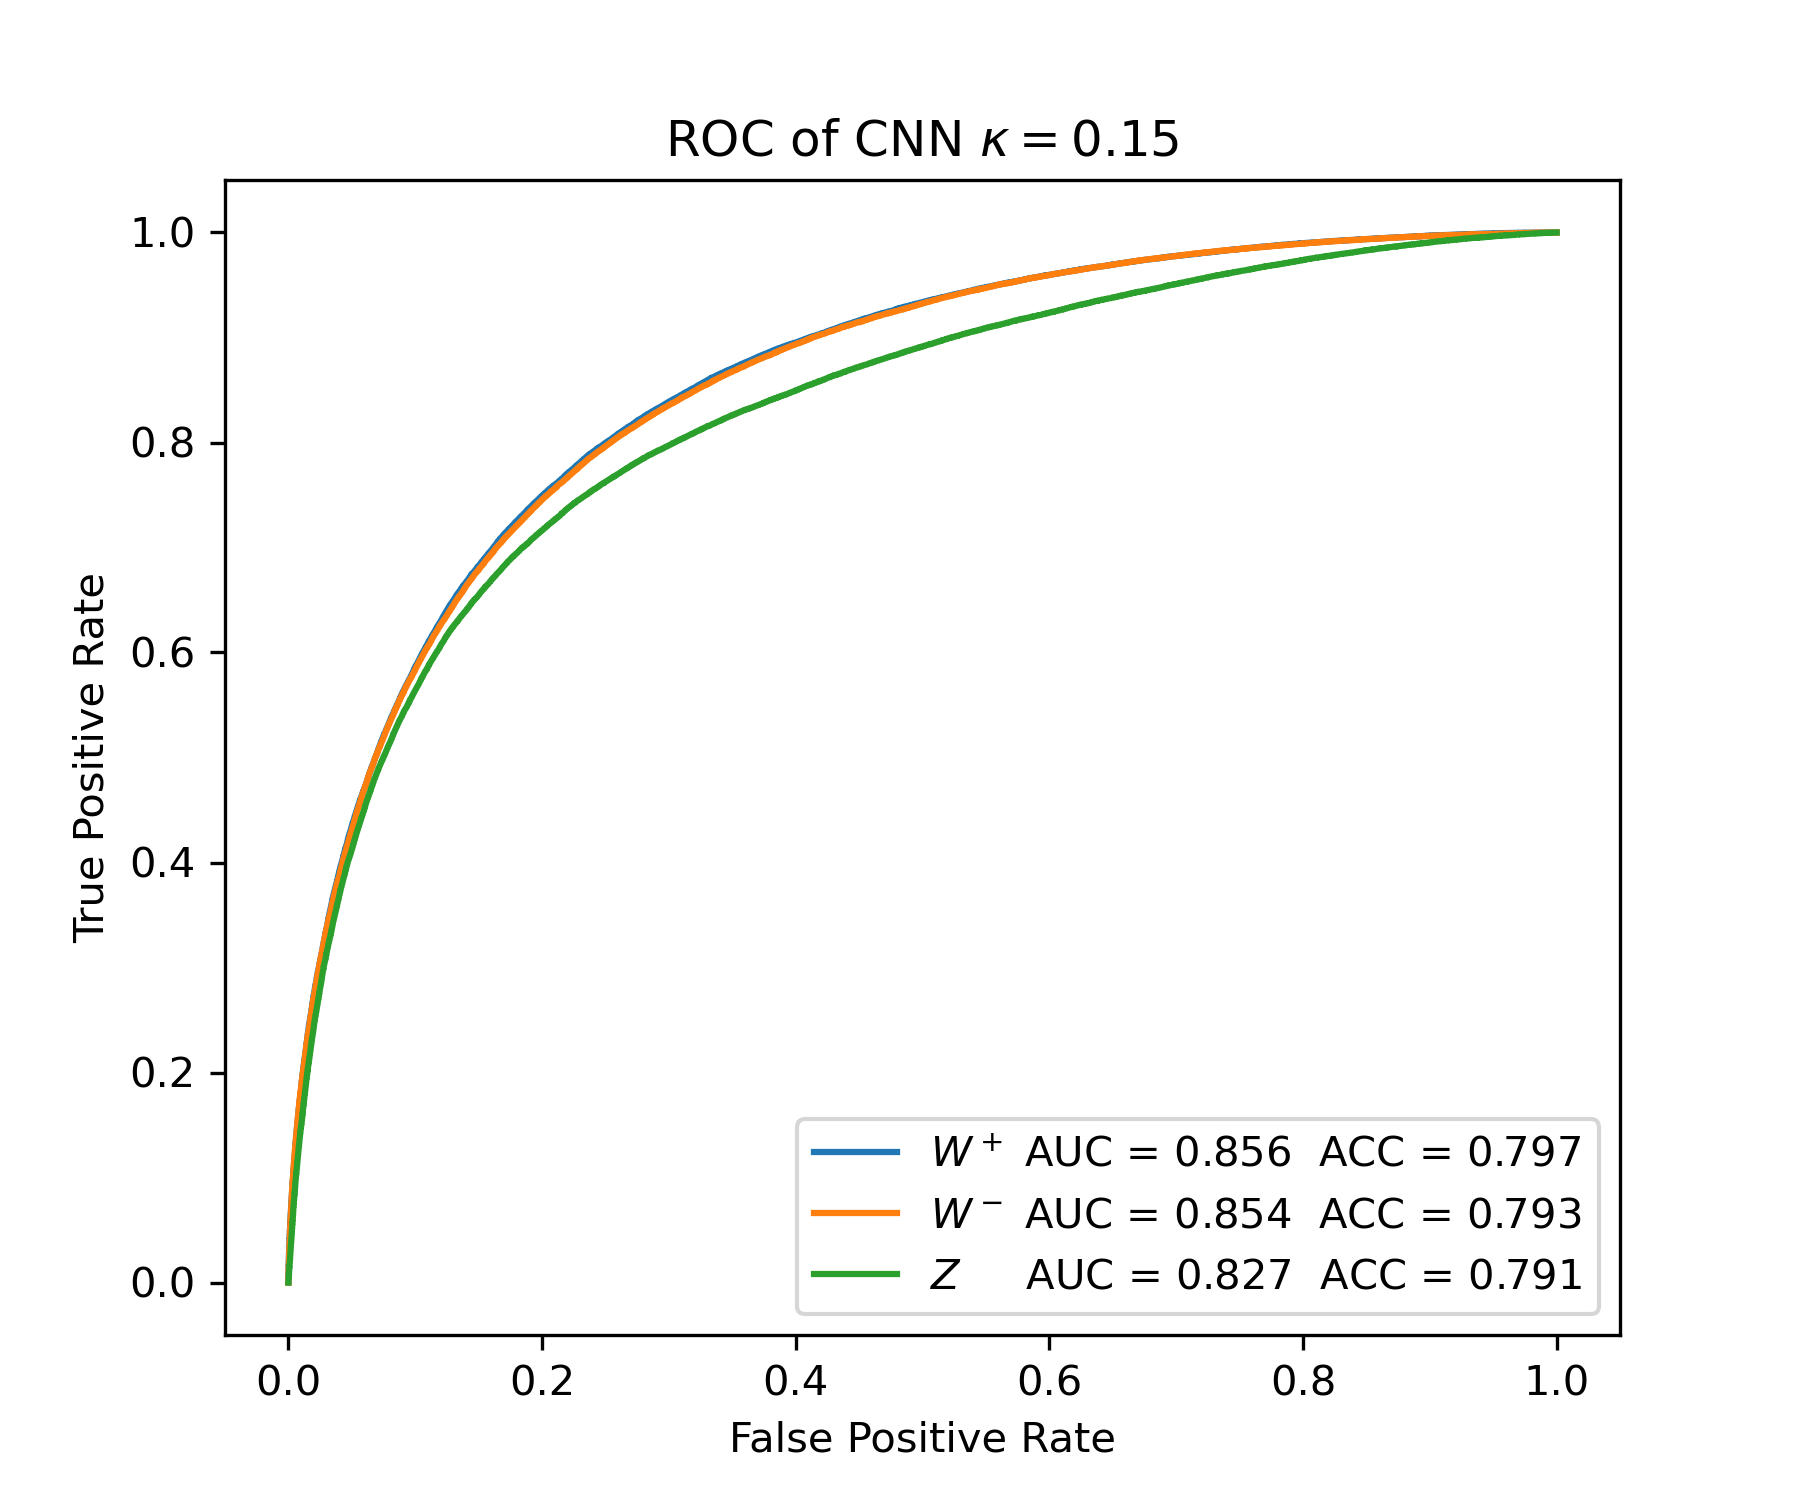 ROC of CNN κ = 0.15
1.0
0.8
0.6
0.4
0.2
0.0
True Positive Rate
W⁺ AUC = 0.856 ACC = 0.797
W⁻ AUC = 0.854 ACC = 0.793
Z AUC = 0.827 ACC = 0.791
0.0 0.2 0.4 0.6 0.8 1.0
False Positive Rate